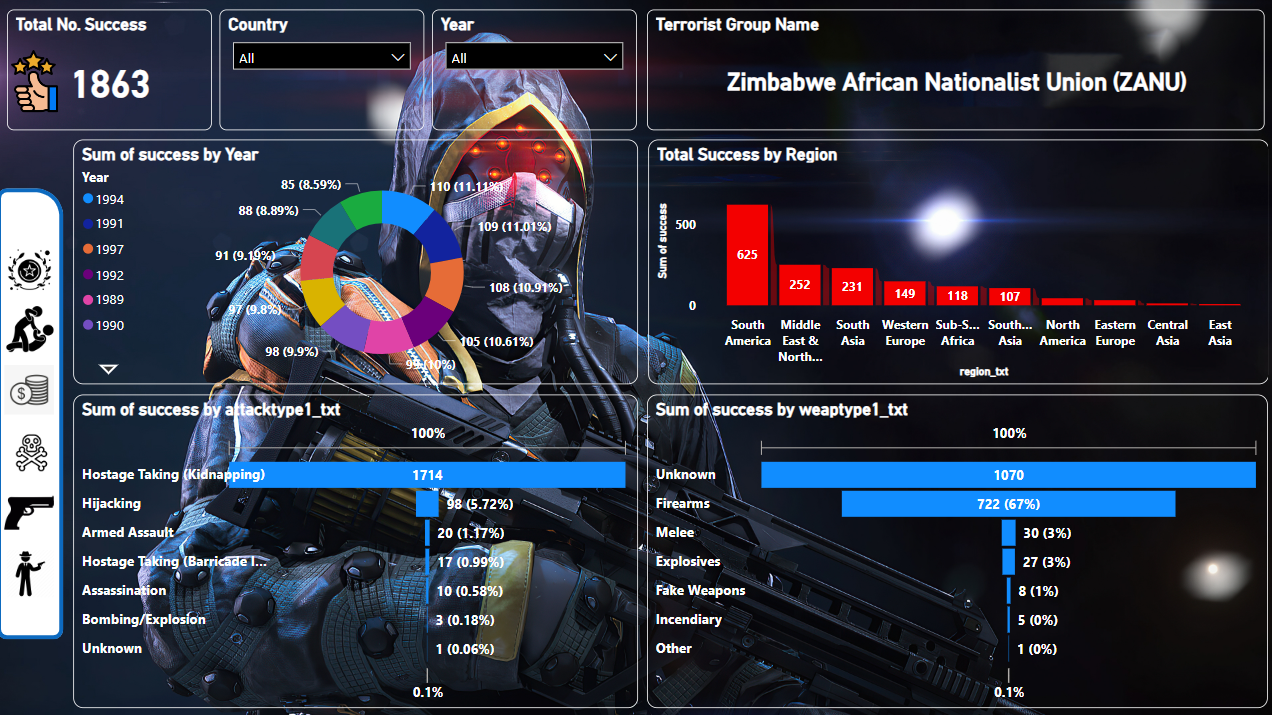 Total No. Success
1863
Country
All
Year
All
Terrorist Group Name
Zimbabwe African Nationalist Union (ZANU)
Sum of success by Year
Year
1994
1991
1997
1992
1989
1990
85 (8.59%)
110 (11.11%)
88 (8.89%)
109 (11.01%)
91 (9.19%)
108 (10.91%)
97 (9.8%)
105 (10.61%)
98 (9.9%)
99 (10%)
Total Success by Region
Sum of success
500
0
625
252
231
149
118
107
South America
Middle East & North...
South Asia
Western Europe
Sub-S... Africa
South... Asia
North America
Eastern Europe
Central Asia
East Asia
region_txt
Sum of success by attacktype1_txt
100%
Hostage Taking (Kidnapping) 1714
Hijacking 98 (5.72%)
Armed Assault 20 (1.17%)
Hostage Taking (Barricade I... 17 (0.99%)
Assassination 10 (0.58%)
Bombing/Explosion 3 (0.18%)
Unknown 1 (0.06%)
0.1%
Sum of success by weaptype1_txt
100%
Unknown 1070
Firearms 722 (67%)
Melee 30 (3%)
Explosives 27 (3%)
Fake Weapons 8 (1%)
Incendiary 5 (0%)
Other 1 (0%)
0.1%